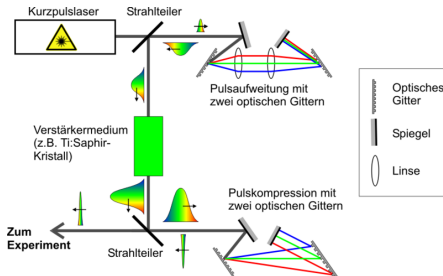 Kurzpulslaser
Strahlteiler
Pulsaufweitung mit
zwei optischen Gittern
Verstärkermedium
(z.B. Ti:Saphir-
Kristall)
Optisches
Gitter
Spiegel
Linse
Pulskompression mit
zwei optischen Gittern
Zum
Experiment
Strahlteiler